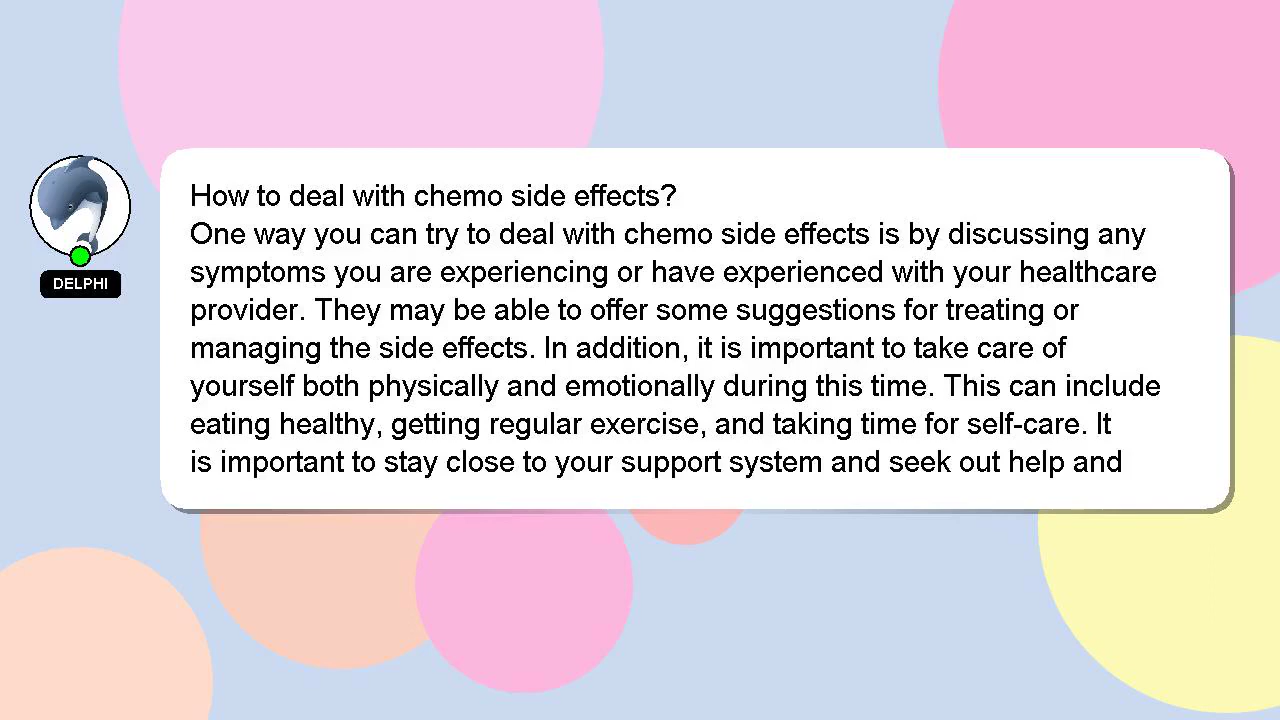 How to deal with chemo side effects?
One way you can try to deal with chemo side effects is by discussing any
symptoms you are experiencing or have experienced with your healthcare
provider. They may be able to offer some suggestions for treating or
managing the side effects. In addition, it is important to take care of
yourself both physically and emotionally during this time. This can include
eating healthy, getting regular exercise, and taking time for self-care. It
is important to stay close to your support system and seek out help and
DELPHI